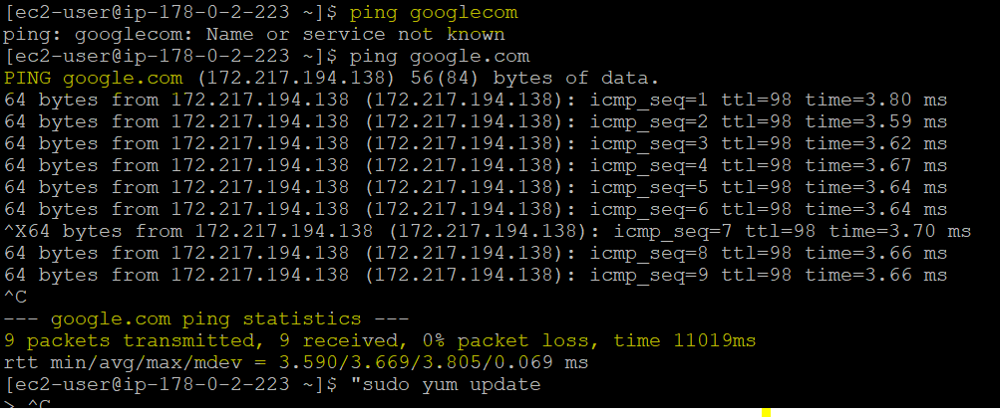 [ec2-user@ip-178-0-2-223 ~]$ ping googlecom
ping: googlecom: Name or service not known
[ec2-user@ip-178-0-2-223 ~]$ ping google.com
PING google.com (172.217.194.138) 56(84) bytes of data.
64 bytes from 172.217.194.138 (172.217.194.138): icmp_seq=1 ttl=98 time=3.80 ms
64 bytes from 172.217.194.138 (172.217.194.138): icmp_seq=2 ttl=98 time=3.59 ms
64 bytes from 172.217.194.138 (172.217.194.138): icmp_seq=3 ttl=98 time=3.62 ms
64 bytes from 172.217.194.138 (172.217.194.138): icmp_seq=4 ttl=98 time=3.67 ms
64 bytes from 172.217.194.138 (172.217.194.138): icmp_seq=5 ttl=98 time=3.64 ms
64 bytes from 172.217.194.138 (172.217.194.138): icmp_seq=6 ttl=98 time=3.64 ms
^X64 bytes from 172.217.194.138 (172.217.194.138): icmp_seq=7 ttl=98 time=3.70 ms
64 bytes from 172.217.194.138 (172.217.194.138): icmp_seq=8 ttl=98 time=3.66 ms
64 bytes from 172.217.194.138 (172.217.194.138): icmp_seq=9 ttl=98 time=3.66 ms
^C
--- google.com ping statistics ---
9 packets transmitted, 9 received, 0% packet loss, time 11019ms
rtt min/avg/max/mdev = 3.590/3.669/3.805/0.069 ms
[ec2-user@ip-178-0-2-223 ~]$ "sudo yum update
> ^C